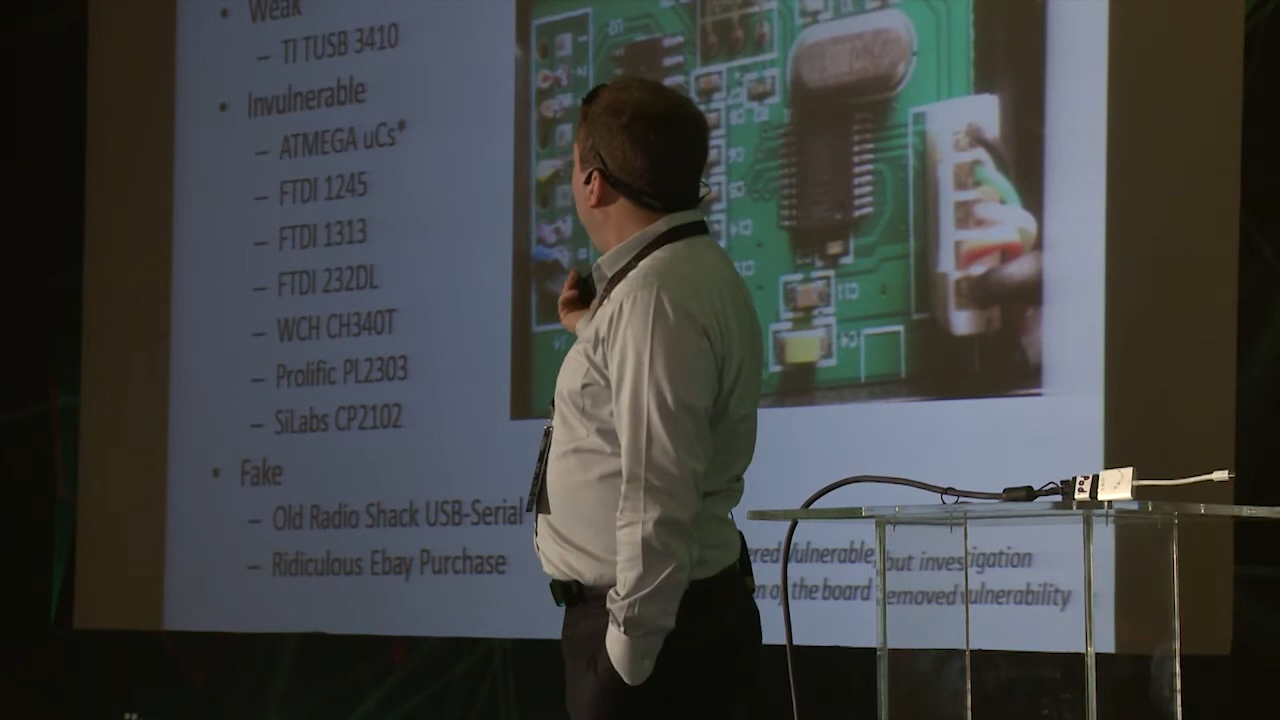 Weak
– TI TUSB 3410
• Invulnerable
– ATMEGA uCs*
– FTDI 1245
– FTDI 1313
– FTDI 232DL
– WCH CH340T
– Prolific PL2303
– SiLabs CP2102
• Fake
– Old Radio Shack USB-Serial
– Ridiculous Ebay Purchase
ered Vulnerable, but investigation
the board removed vulnerability